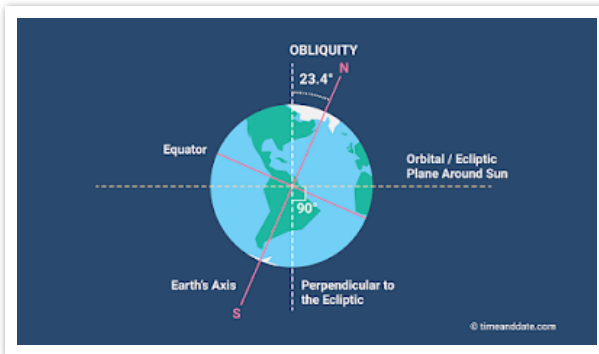 OBLIQUITY
N
23.4°
Equator
Orbital / Ecliptic
Plane Around Sun
90°
Earth's Axis
Perpendicular to
the Ecliptic
S
© timeanddate.com